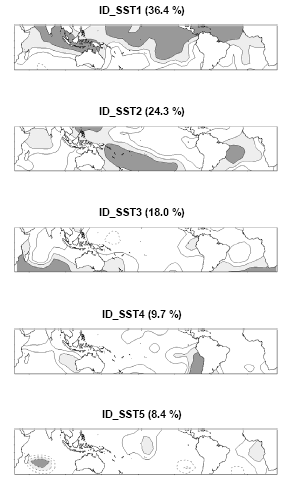 ID_SST1 (36.4 %)
ID_SST2 (24.3 %)
ID_SST3 (18.0 %)
ID_SST4 (9.7 %)
ID_SST5 (8.4 %)